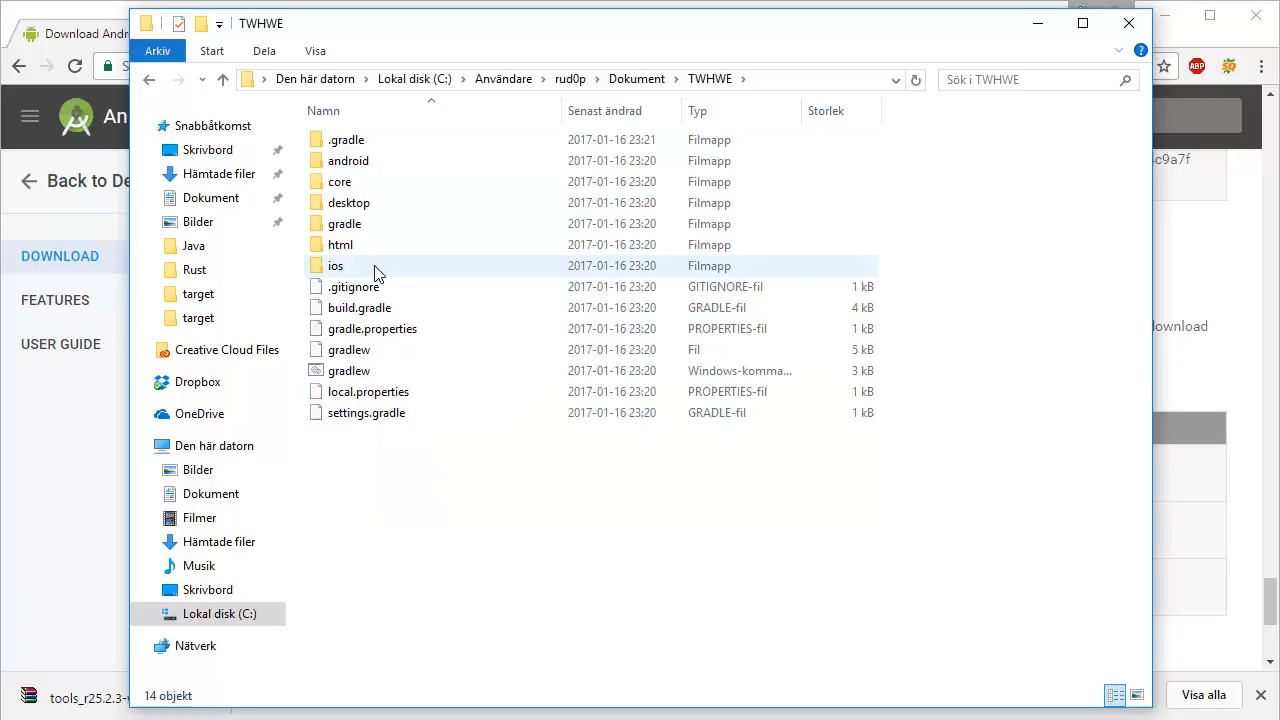 TWHWE
Download Andr
Arkiv Start Dela Visa
Den här datorn Lokal disk (C:) Användare rud0p Dokument TWHWE
Sök i TWHWE
ABP
An
Back to De
DOWNLOAD
FEATURES
USER GUIDE
Snabbåtkomst
Skrivbord
Hämtade filer
Dokument
Bilder
Java
Rust
target
target
Creative Cloud Files
Dropbox
OneDrive
Den här datorn
Bilder
Dokument
Filmer
Hämtade filer
Musik
Skrivbord
Lokal disk (C:)
Nätverk
Namn Senast ändrad Typ Storlek
.gradle 2017-01-16 23:21 Filmapp
android 2017-01-16 23:20 Filmapp
core 2017-01-16 23:20 Filmapp
desktop 2017-01-16 23:20 Filmapp
gradle 2017-01-16 23:20 Filmapp
html 2017-01-16 23:20 Filmapp
ios 2017-01-16 23:20 Filmapp
.gitignore 2017-01-16 23:20 GITIGNORE-fil 1 kB
build.gradle 2017-01-16 23:20 GRADLE-fil 4 kB
gradle.properties 2017-01-16 23:20 PROPERTIES-fil 1 kB
gradlew 2017-01-16 23:20 Fil 5 kB
gradlew 2017-01-16 23:20 Windows-komma... 3 kB
local.properties 2017-01-16 23:20 PROPERTIES-fil 1 kB
settings.gradle 2017-01-16 23:20 GRADLE-fil 1 kB
c9a7f
ownload
14 objekt
tools_r25.2.3-
Visa alla